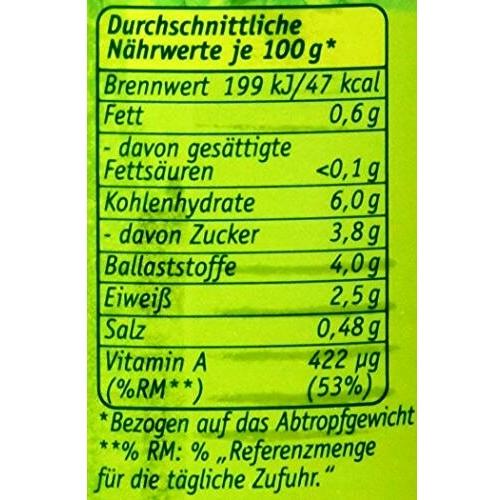 Durchschnittliche
Nährwerte je 100 g*
Brennwert 199 kJ/47 kcal
Fett 0,6 g
- davon gesättigte
Fettsäuren <0,1 g
Kohlenhydrate 6,0 g
- davon Zucker 3,8 g
Ballaststoffe 4,0 g
Eiweiß 2,5 g
Salz 0,48 g
Vitamin A 422 µg
(%RM**) (53%)
*Bezogen auf das Abtropfgewicht
**% RM: % „Referenzmenge
für die tägliche Zufuhr.“